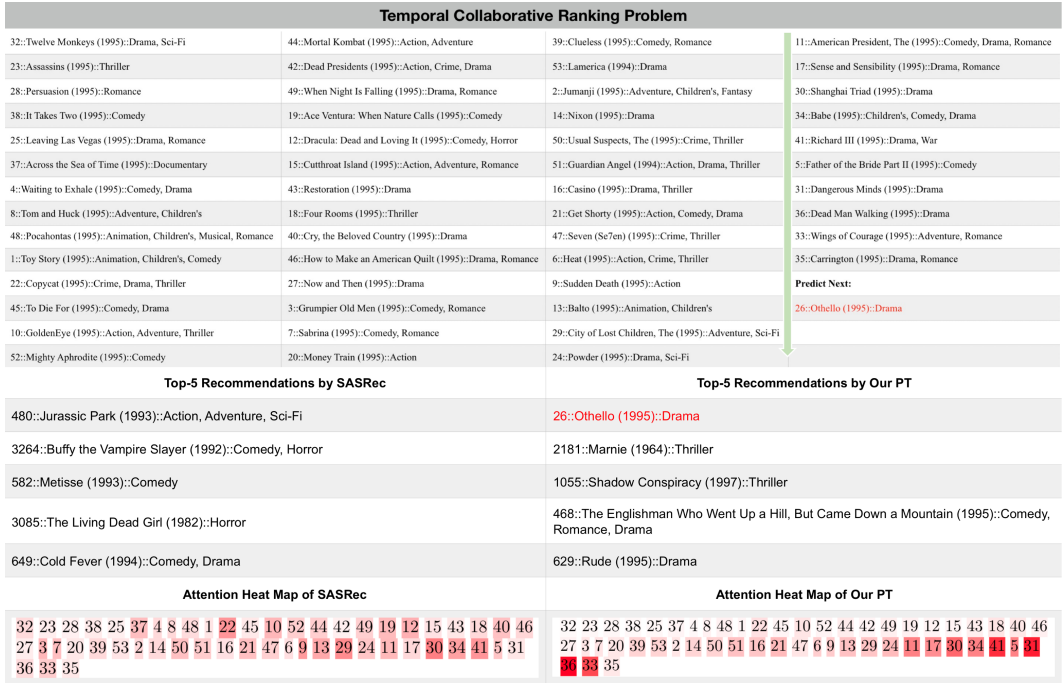 Temporal Collaborative Ranking Problem
32::Twelve Monkeys (1995)::Drama, Sci-Fi
23::Assassins (1995)::Thriller
28::Persuasion (1995)::Romance
38::It Takes Two (1995)::Comedy
25::Leaving Las Vegas (1995)::Drama, Romance
37::Across the Sea of Time (1995)::Documentary
4::Waiting to Exhale (1995)::Comedy, Drama
8::Tom and Huck (1995)::Adventure, Children's
48::Pocahontas (1995)::Animation, Children's, Musical, Romance
1::Toy Story (1995)::Animation, Children's, Comedy
22::Copycat (1995)::Crime, Drama, Thriller
45::To Die For (1995)::Comedy, Drama
10::GoldenEye (1995)::Action, Adventure, Thriller
52::Mighty Aphrodite (1995)::Comedy
44::Mortal Kombat (1995)::Action, Adventure
42::Dead Presidents (1995)::Action, Crime, Drama
49::When Night Is Falling (1995)::Drama, Romance
19::Ace Ventura: When Nature Calls (1995)::Comedy
12::Dracula: Dead and Loving It (1995)::Comedy, Horror
15::Cutthroat Island (1995)::Action, Adventure, Romance
43::Restoration (1995)::Drama
18::Four Rooms (1995)::Thriller
40::Cry, the Beloved Country (1995)::Drama
46::How to Make an American Quilt (1995)::Drama, Romance
27::Now and Then (1995)::Drama
3::Grumpier Old Men (1995)::Comedy, Romance
7::Sabrina (1995)::Comedy, Romance
20::Money Train (1995)::Action
39::Clueless (1995)::Comedy, Romance
53::Lamerica (1994)::Drama
2::Jumanji (1995)::Adventure, Children's, Fantasy
14::Nixon (1995)::Drama
50::Usual Suspects, The (1995)::Crime, Thriller
51::Guardian Angel (1994)::Action, Drama, Thriller
16::Casino (1995)::Drama, Thriller
21::Get Shorty (1995)::Action, Comedy, Drama
47::Seven (Se7en) (1995)::Crime, Thriller
6::Heat (1995)::Action, Crime, Thriller
9::Sudden Death (1995)::Action
13::Balto (1995)::Animation, Children's
29::City of Lost Children, The (1995)::Adventure, Sci-Fi
24::Powder (1995)::Drama, Sci-Fi
11::American President, The (1995)::Comedy, Drama, Romance
17::Sense and Sensibility (1995)::Drama, Romance
30::Shanghai Triad (1995)::Drama
34::Babe (1995)::Children's, Comedy, Drama
41::Richard III (1995)::Drama, War
5::Father of the Bride Part II (1995)::Comedy
31::Dangerous Minds (1995)::Drama
36::Dead Man Walking (1995)::Drama
33::Wings of Courage (1995)::Adventure, Romance
35::Carrington (1995)::Drama, Romance
Predict Next:
26::Othello (1995)::Drama
Top-5 Recommendations by SASRec
480::Jurassic Park (1993)::Action, Adventure, Sci-Fi
3264::Buffy the Vampire Slayer (1992)::Comedy, Horror
582::Metisse (1993)::Comedy
3085::The Living Dead Girl (1982)::Horror
649::Cold Fever (1994)::Comedy, Drama
Top-5 Recommendations by Our PT
26::Othello (1995)::Drama
2181::Marnie (1964)::Thriller
1055::Shadow Conspiracy (1997)::Thriller
468::The Englishman Who Went Up a Hill, But Came Down a Mountain (1995)::Comedy,
Romance, Drama
629::Rude (1995)::Drama
Attention Heat Map of SASRec
32 23 28 38 25 37 4 8 48 1 22 45 10 52 44 42 49 19 12 15 43 18 40 46
27 3 7 20 39 53 2 14 50 51 16 21 47 6 9 13 29 24 11 17 30 34 41 5 31
36 33 35
Attention Heat Map of Our PT
32 23 28 38 25 37 4 8 48 1 22 45 10 52 44 42 49 19 12 15 43 18 40 46
27 3 7 20 39 53 2 14 50 51 16 21 47 6 9 13 29 24 11 17 30 34 41 5 31
36 33 35